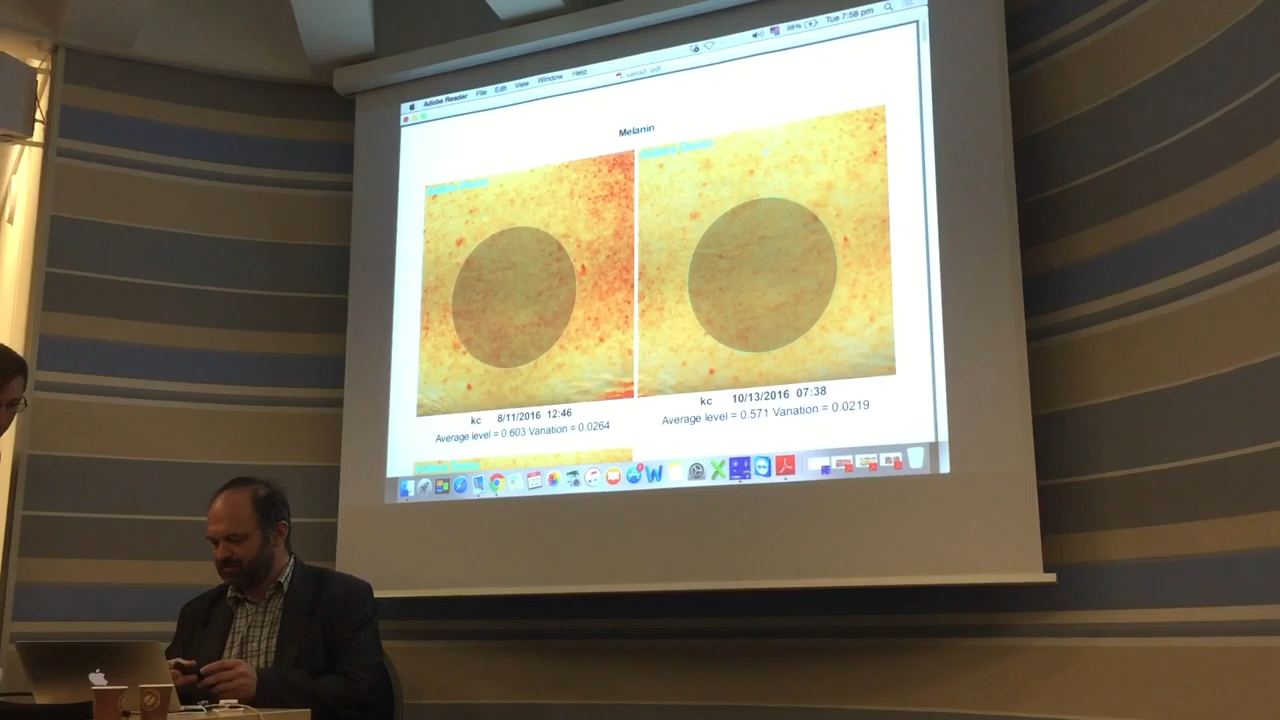 Adobe Reader File Edit View Window Help
98% Tue 7:58 pm
Melanin
kc 8/11/2016 12:46
Average level = 0.603 Variation = 0.0264
kc 10/13/2016 07:38
Average level = 0.571 Variation = 0.0219